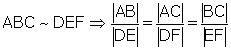 ABC ~ DEF ⇒ |AB|/|DE| = |AC|/|DF| = |BC|/|EF|